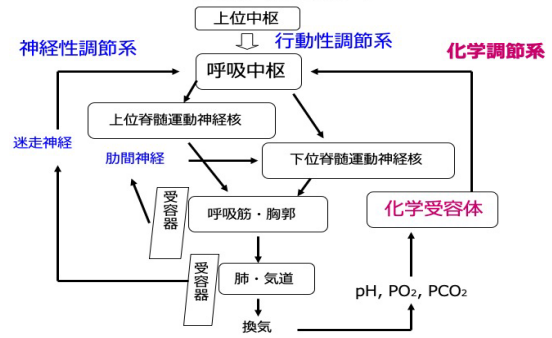 上位中枢
神経性調節系
行動性調節系
化学調節系
呼吸中枢
上位脊髄運動神経核
迷走神経
肋間神経
下位脊髄運動神経核
受容器
呼吸筋・胸郭
化学受容体
受容器
肺・気道
pH, PO₂, PCO₂
換気